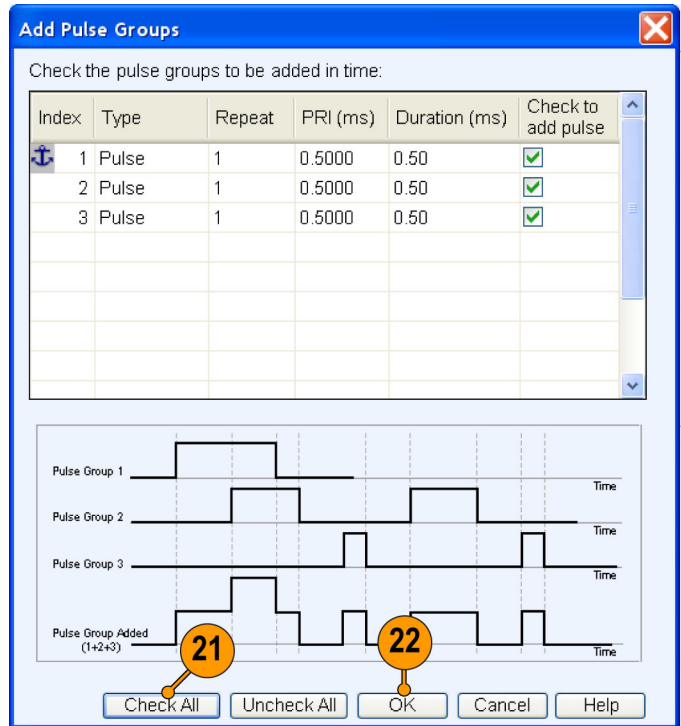 Add Pulse Groups
Check the pulse groups to be added in time:
Index Type Repeat PRI (ms) Duration (ms) Check to add pulse
1 Pulse 1 0.5000 0.50
2 Pulse 1 0.5000 0.50
3 Pulse 1 0.5000 0.50
Pulse Group 1
Time
Pulse Group 2
Time
Pulse Group 3
Time
Pulse Group Added
(1+2+3)
Time
21
22
Check All Uncheck All OK Cancel Help